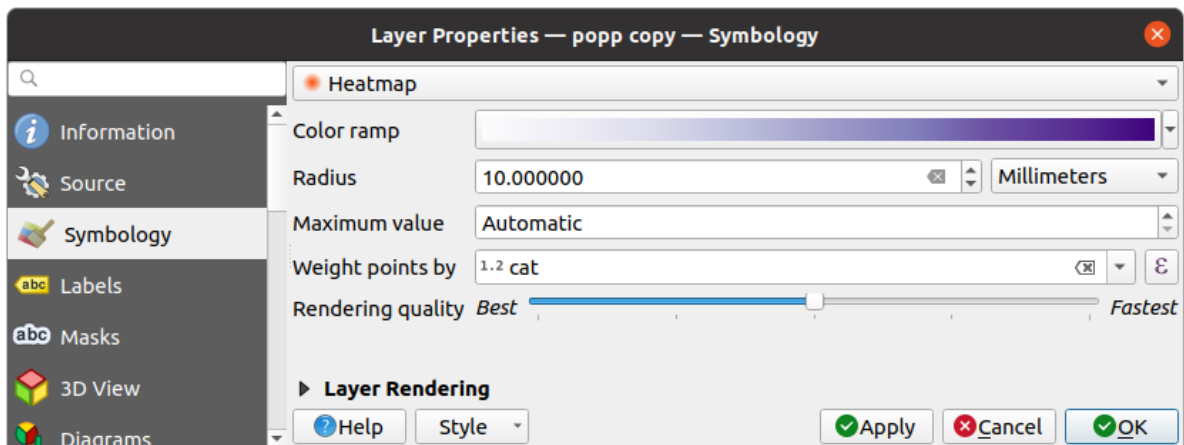 Layer Properties — popp copy — Symbology
Information
Source
Symbology
abc Labels
abc Masks
3D View
Diagrams
Heatmap
Color ramp
Radius 10.000000 Millimeters
Maximum value Automatic
Weight points by 1.2 cat ε
Rendering quality Best Fastest
Layer Rendering
Help Style Apply Cancel OK